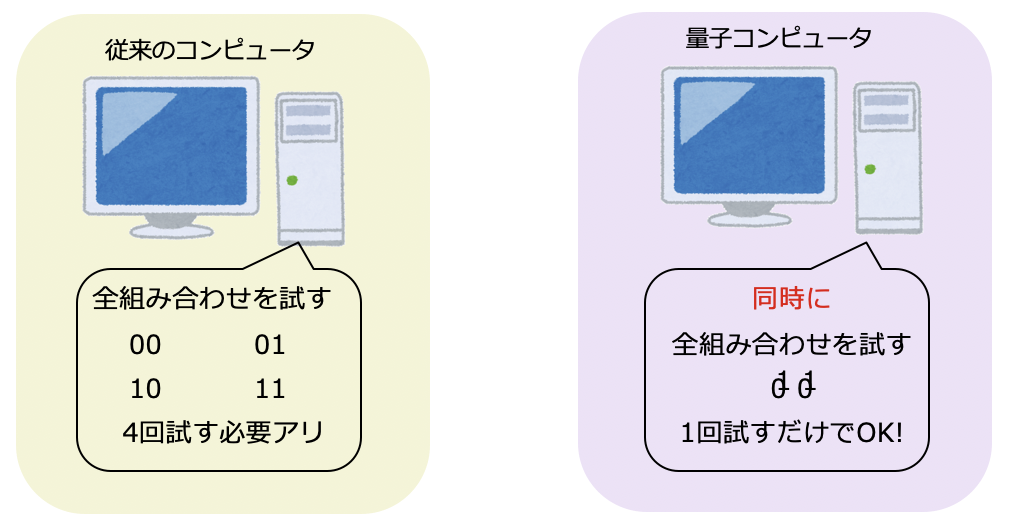 従来のコンピュータ
全組み合わせを試す
00 01
10 11
4回試す必要アリ
量子コンピュータ
同時に
全組み合わせを試す
01 01
1回試すだけでOK!